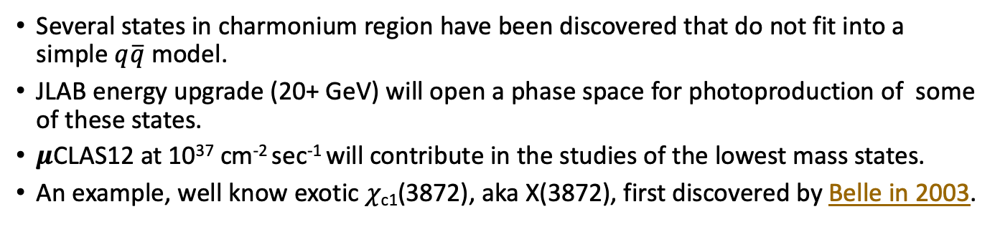 • Several states in charmonium region have been discovered that do not fit into a
simple qq̄ model.
• JLAB energy upgrade (20+ GeV) will open a phase space for photoproduction of  some
of these states.
• μCLAS12 at 10³⁷ cm⁻² sec⁻¹ will contribute in the studies of the lowest mass states.
• An example, well know exotic χc1(3872), aka X(3872), first discovered by Belle in 2003.